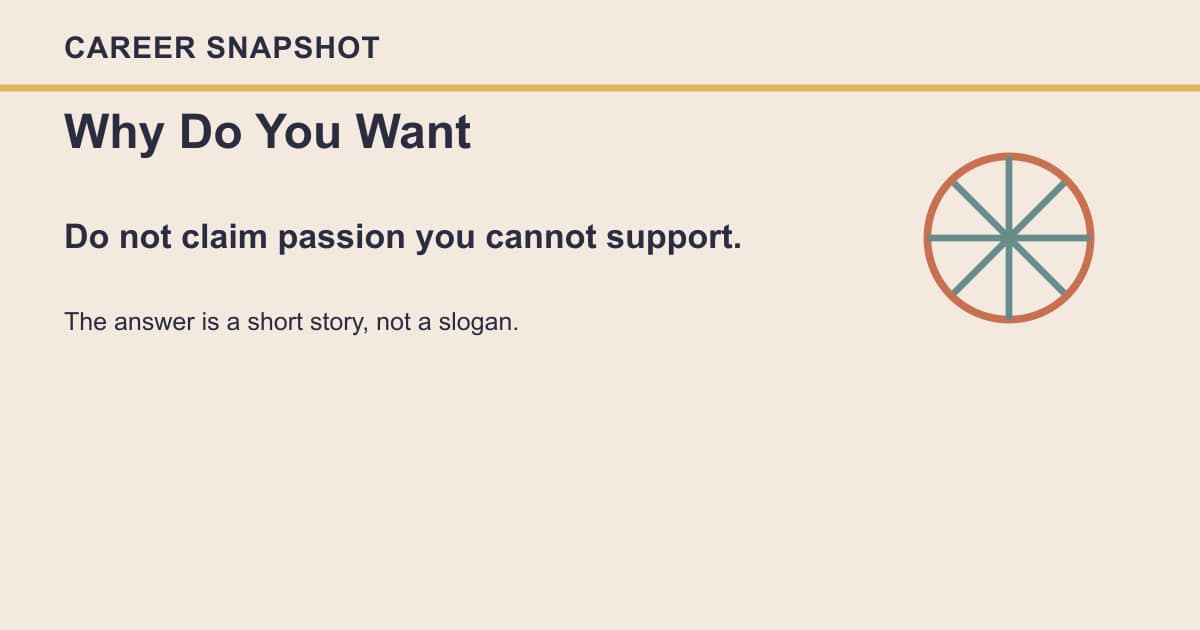 CAREER SNAPSHOT
Why Do You Want
Do not claim passion you cannot support.
The answer is a short story, not a slogan.